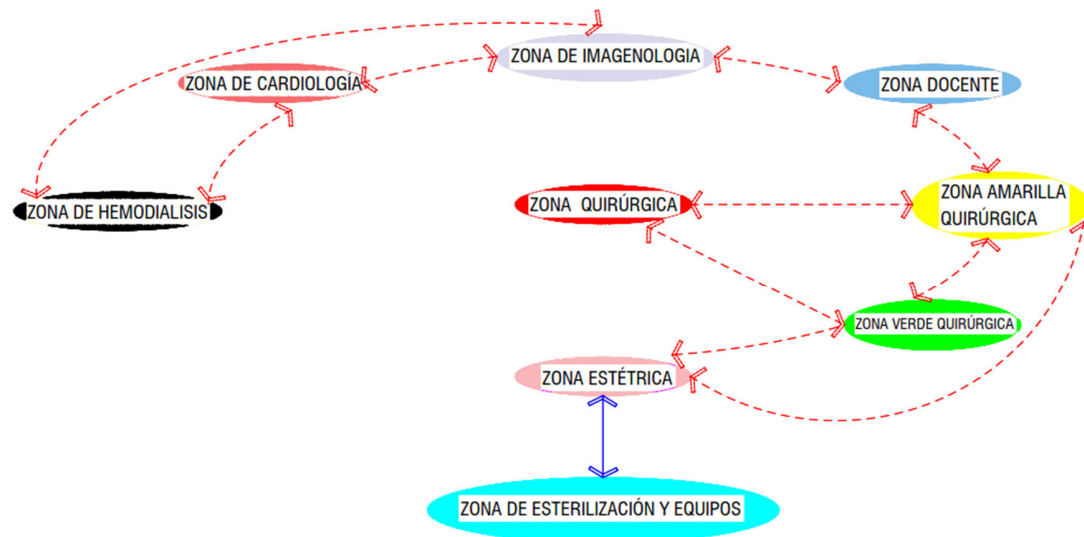 ZONA DE IMAGENOLOGIA
ZONA DE CARDIOLOGÍA
ZONA DOCENTE
ZONA DE HEMODIALISIS
ZONA QUIRÚRGICA
ZONA AMARILLA
QUIRÚRGICA
ZONA VERDE QUIRÚRGICA
ZONA ESTÉTRICA
ZONA DE ESTERILIZACIÓN Y EQUIPOS